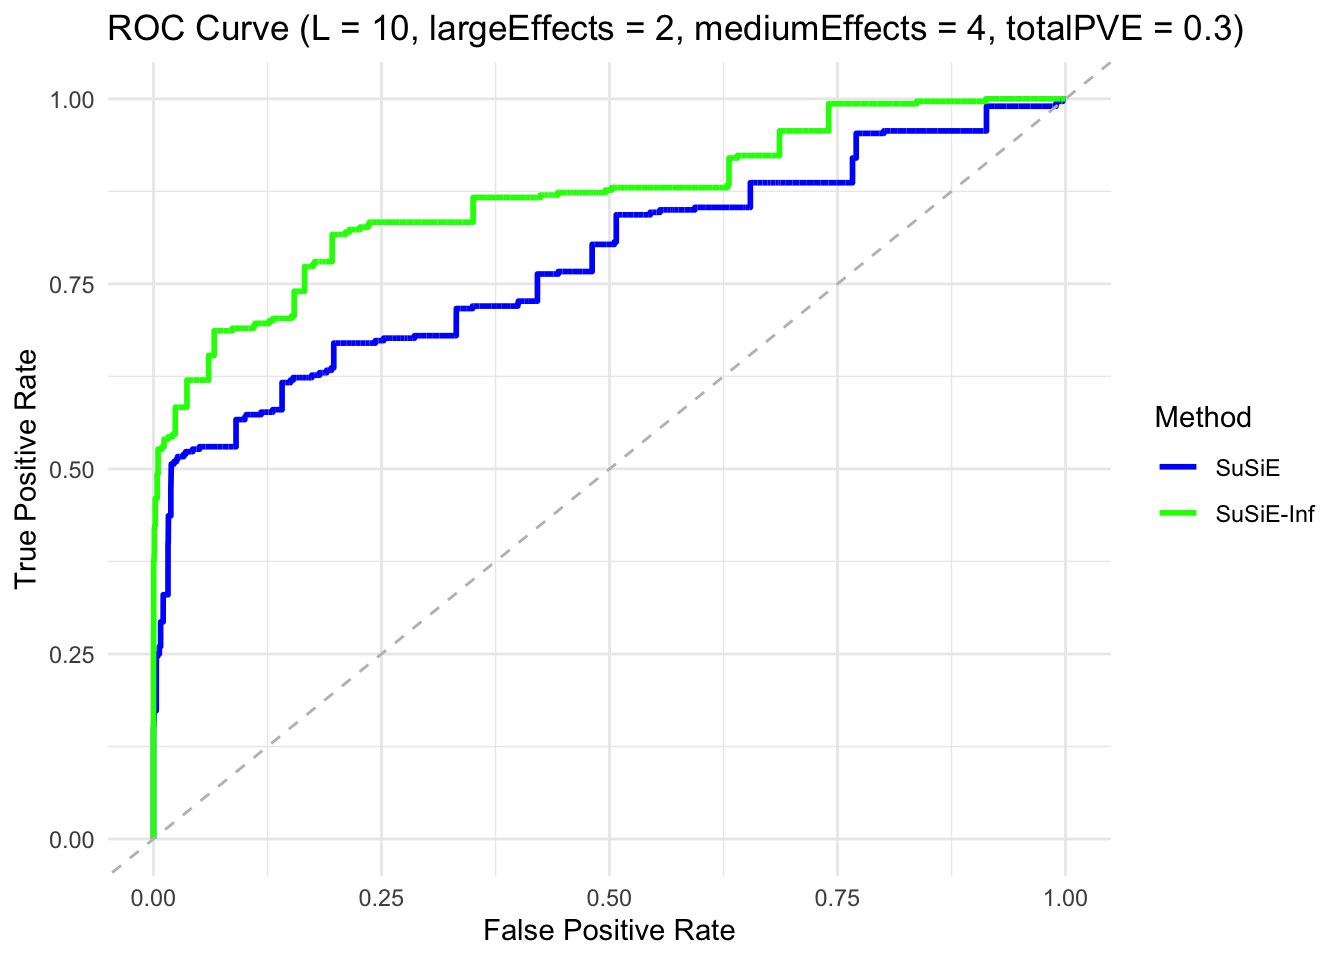 ROC Curve (L = 10, largeEffects = 2, mediumEffects = 4, totalPVE = 0.3)
1.00
0.75
0.50
0.25
0.00
True Positive Rate
0.00 0.25 0.50 0.75 1.00
False Positive Rate
Method
SuSiE
SuSiE-Inf